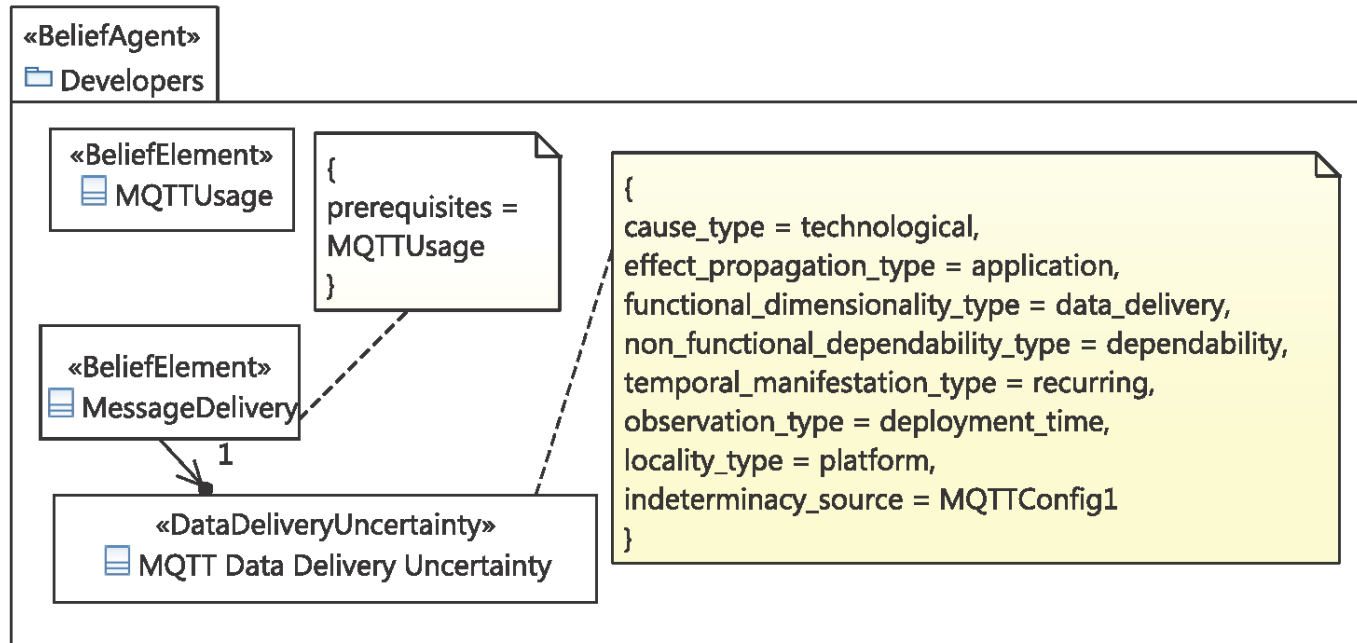 «BeliefAgent»
Developers
«BeliefElement»
MQTTUsage
{
prerequisites =
MQTTUsage
}
«BeliefElement»
MessageDelivery
1
«DataDeliveryUncertainty»
MQTT Data Delivery Uncertainty
{
cause_type = technological,
effect_propagation_type = application,
functional_dimensionality_type = data_delivery,
non_functional_dependability_type = dependability,
temporal_manifestation_type = recurring,
observation_type = deployment_time,
locality_type = platform,
indeterminacy_source = MQTTConfig1
}